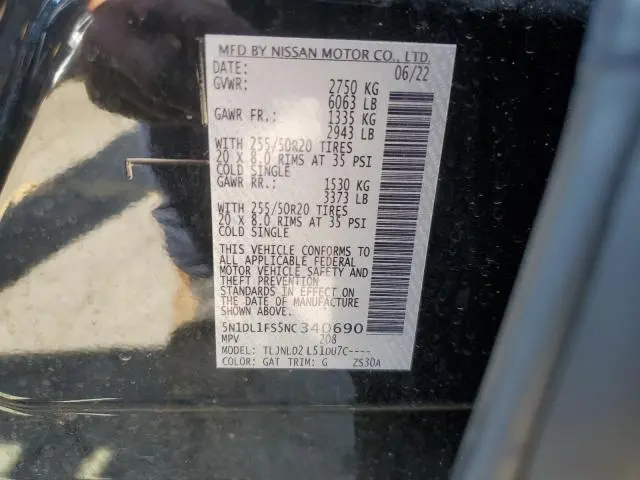 MFD BY NISSAN MOTOR CO., LTD.
DATE: 06/22
GVWR: 2750 KG
6063 LB
GAWR FR.: 1335 KG
2943 LB
WITH 255/50R20 TIRES
20 X 8.0 RIMS AT 35 PSI
COLD SINGLE
GAWR RR.: 1530 KG
3373 LB
WITH 255/50R20 TIRES
20 X 8.0 RIMS AT 35 PSI
COLD SINGLE
THIS VEHICLE CONFORMS TO
ALL APPLICABLE FEDERAL
MOTOR VEHICLE SAFETY AND
THEFT PREVENTION
STANDARDS IN EFFECT ON
THE DATE OF MANUFACTURE
SHOWN ABOVE.
5N1DL1FS5NC340690
MPV 208
MODEL: TLJNLD2 L51DU7C----
COLOR: GAT TRIM: G ZS30A